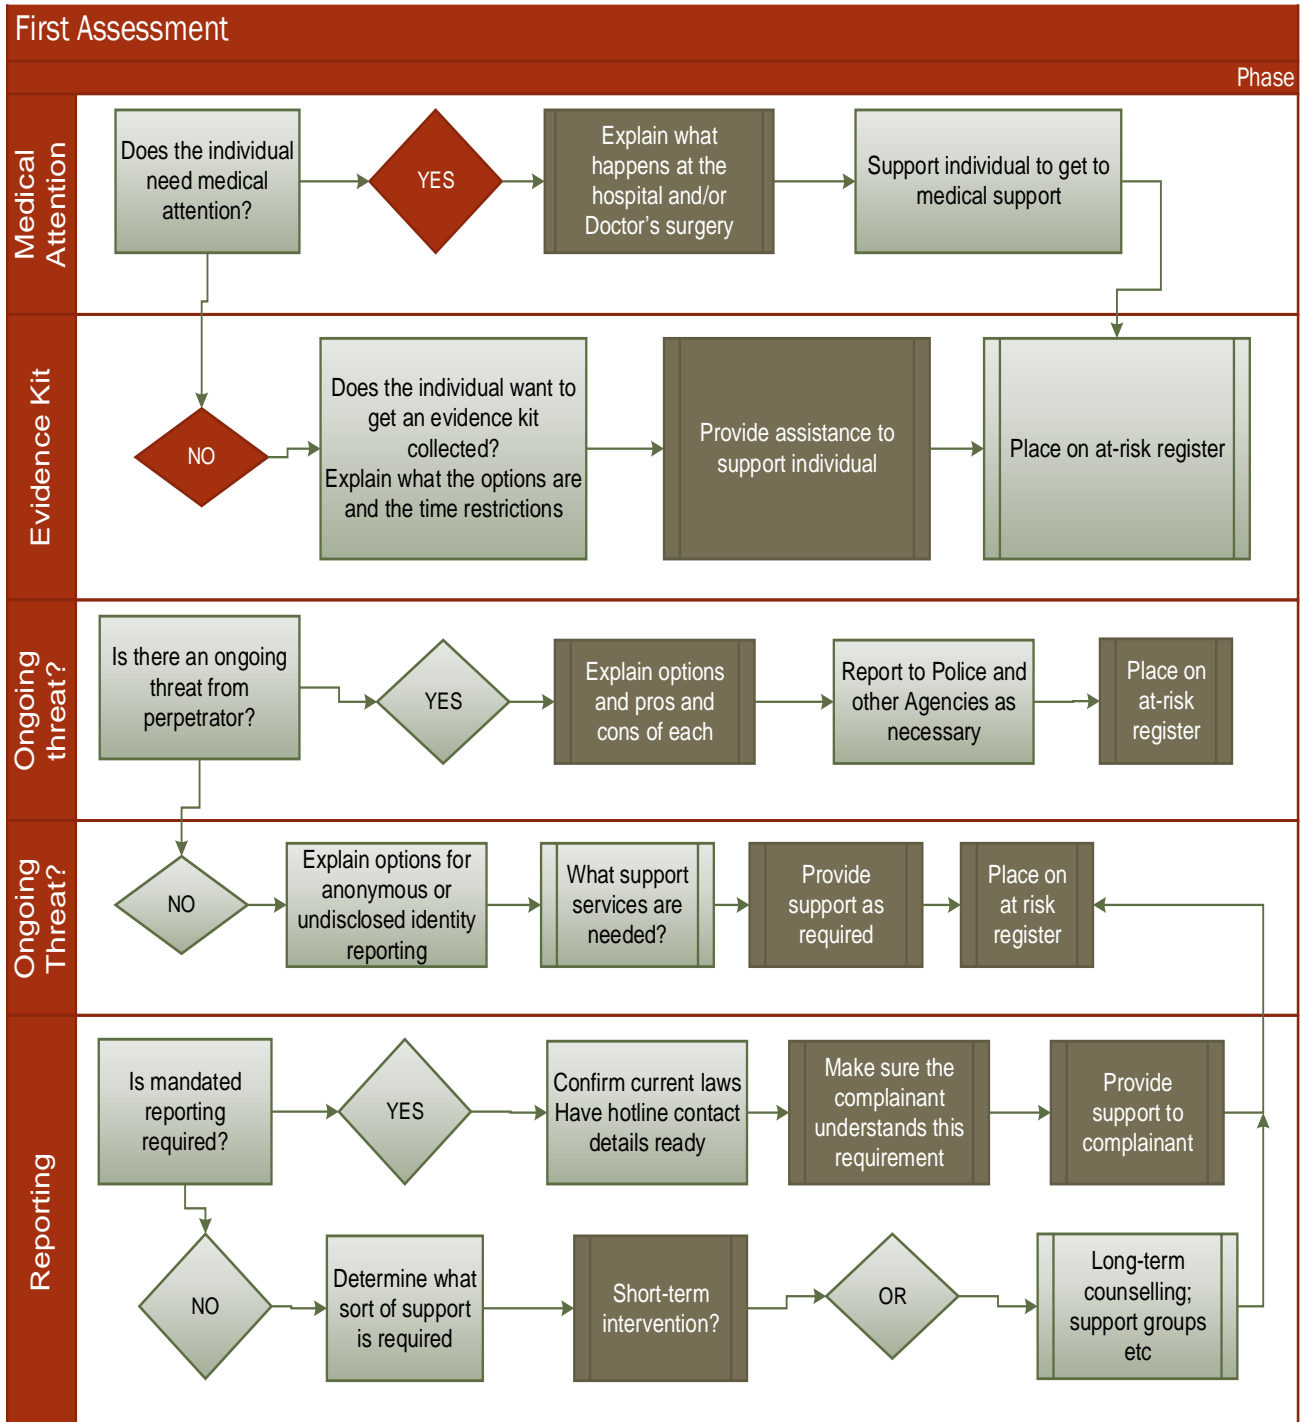 First Assessment
Phase
Medical
Attention
Does the individual
need medical
attention?
YES
Explain what
happens at the
hospital and/or
Doctor’s surgery
Support individual to get to
medical support
Evidence Kit
NO
Does the individual want to
get an evidence kit
collected?
Explain what the options are
and the time restrictions
Provide assistance to
support individual
Place on at-risk register
Ongoing
threat?
Is there an ongoing
threat from
perpetrator?
YES
Explain options
and pros and
cons of each
Report to Police and
other Agencies as
necessary
Place on
at-risk
register
Ongoing
Threat?
NO
Explain options for
anonymous or
undisclosed identity
reporting
What support
services are
needed?
Provide
support as
required
Place on
at risk
register
Reporting
Is mandated
reporting
required?
YES
Confirm current laws
Have hotline contact
details ready
Make sure the
complainant
understands this
requirement
Provide
support to
complainant
NO
Determine what
sort of support
is required
Short-term
intervention?
OR
Long-term
counselling;
support groups
etc